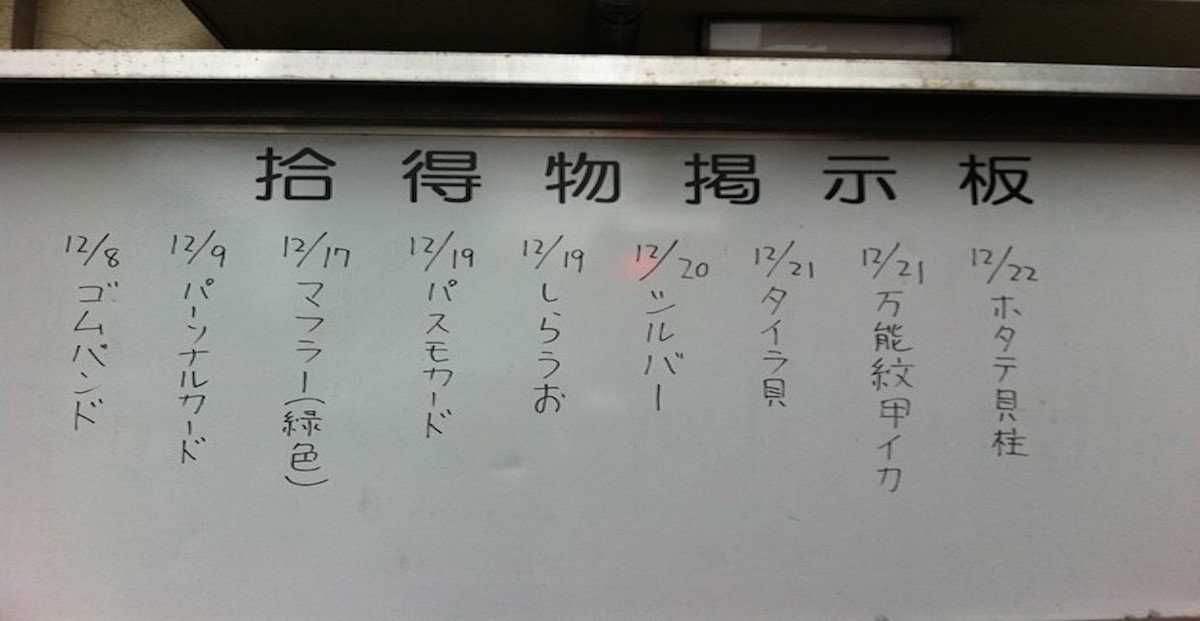 拾得物掲示板
12/8
ゴムバンド
12/9
パーソナルカード
12/17
マフラー(緑色)
12/19
パスモカード
12/19
しらうお
12/20
シルバー
12/21
タイラ貝
12/21
万能紋甲イカ
12/22
ホタテ貝柱